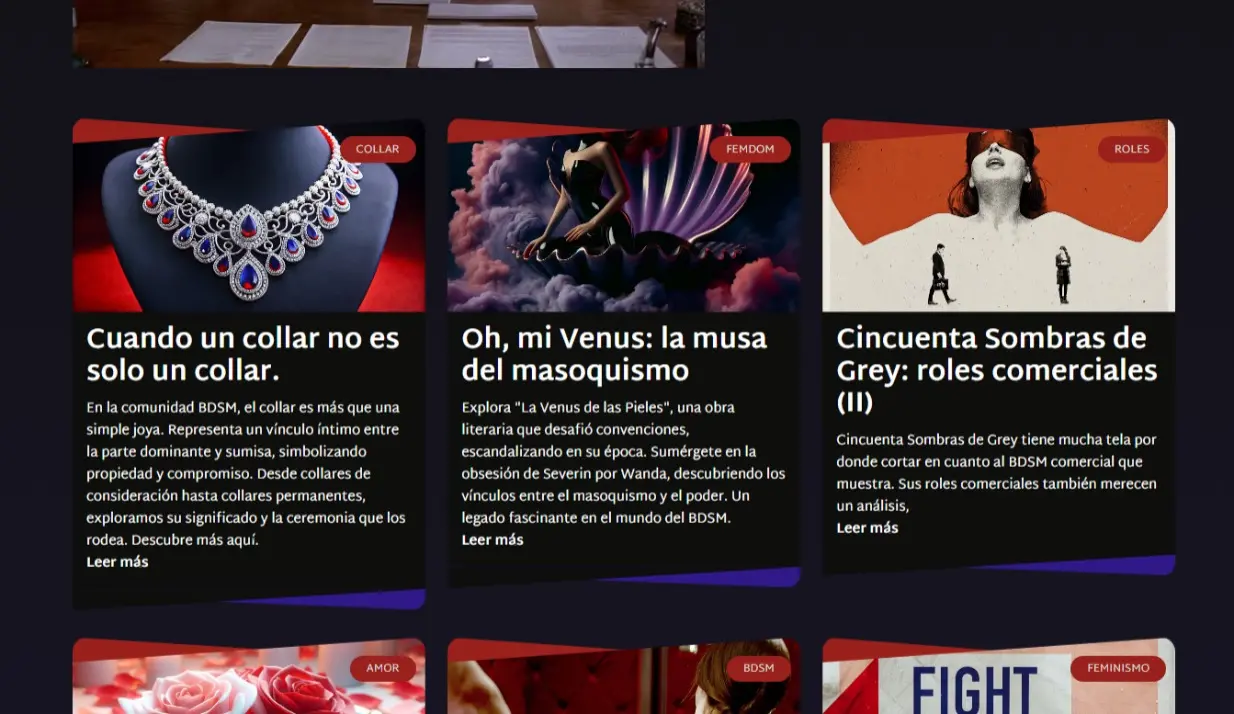 COLLAR
Cuando un collar no es
solo un collar.
En la comunidad BDSM, el collar es más que una
simple joya. Representa un vínculo íntimo entre
la parte dominante y sumisa, simbolizando
propiedad y compromiso. Desde collares de
consideración hasta collares permanentes,
exploramos su significado y la ceremonia que los
rodea. Descubre más aquí.
Leer más
FEMDOM
Oh, mi Venus: la musa
del masoquismo
Explora "La Venus de las Pieles", una obra
literaria que desafió convenciones,
escandalizando en su época. Sumérgete en la
obsesión de Severin por Wanda, descubriendo los
vínculos entre el masoquismo y el poder. Un
legado fascinante en el mundo del BDSM.
Leer más
ROLES
Cincuenta Sombras de
Grey: roles comerciales
(II)
Cincuenta Sombras de Grey tiene mucha tela por
donde cortar en cuanto al BDSM comercial que
muestra. Sus roles comerciales también merecen
un análisis,
Leer más
AMOR
BDSM
FEMINISMO
FIGHT